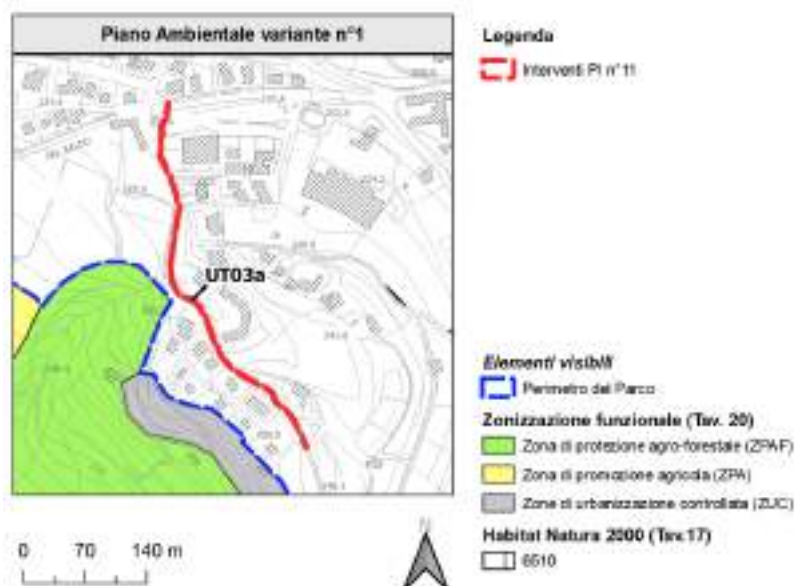 Piano Ambientale variante n°1
UT03a
0 70 140 m
N
Legenda
Interventi PI n°11
Elementi visibili
Perimetro del Parco
Zonizzazione funzionale (Tav. 20)
Zona di protezione agro-forestale (ZPAF)
Zona di promozione agricola (ZPA)
Zone di urbanizzazione controllata (ZUC)
Habitat Natura 2000 (Tav.17)
6510